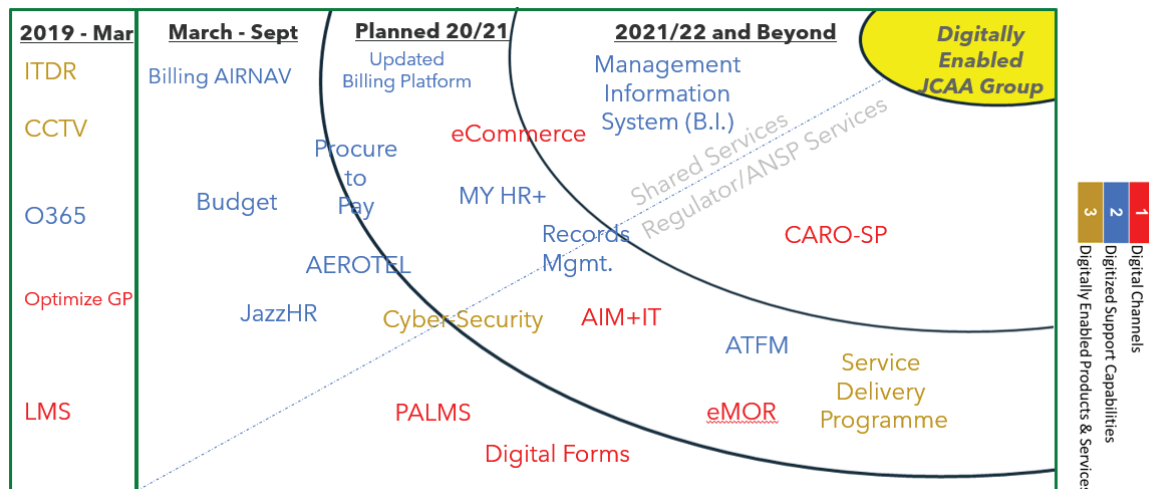 2019 - Mar
March - Sept
Planned 20/21
2021/22 and Beyond
Digitally
Enabled
JCAA Group
ITDR
CCTV
O365
Optimize GP
LMS
Billing AIRNAV
Budget
JazzHR
Procure
to
Pay
AEROTEL
Updated
Billing Platform
eCommerce
MY HR+
Records
Mgmt.
Cyber-Security
AIM+IT
PALMS
Digital Forms
ATFM
eMOR
Service
Delivery
Programme
Management
Information
System (B.I.)
Shared Services
Regulator/ANSP Services
CARO-SP
1
Digital Channels
2
Digitized Support Capabilities
3
Digitally Enabled Products & Services